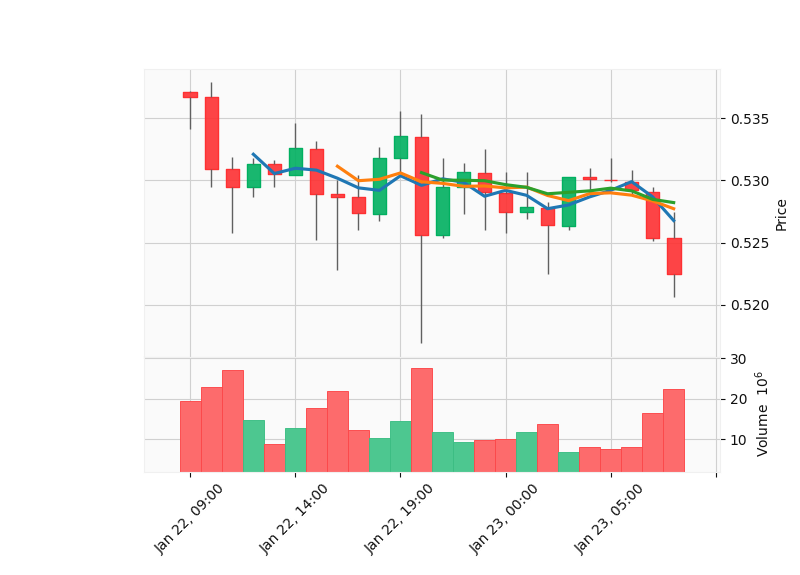 0.535
0.530
0.525
0.520
Price
30
20
10
Volume 10^6
Jan 22, 09:00
Jan 22, 14:00
Jan 22, 19:00
Jan 23, 00:00
Jan 23, 05:00